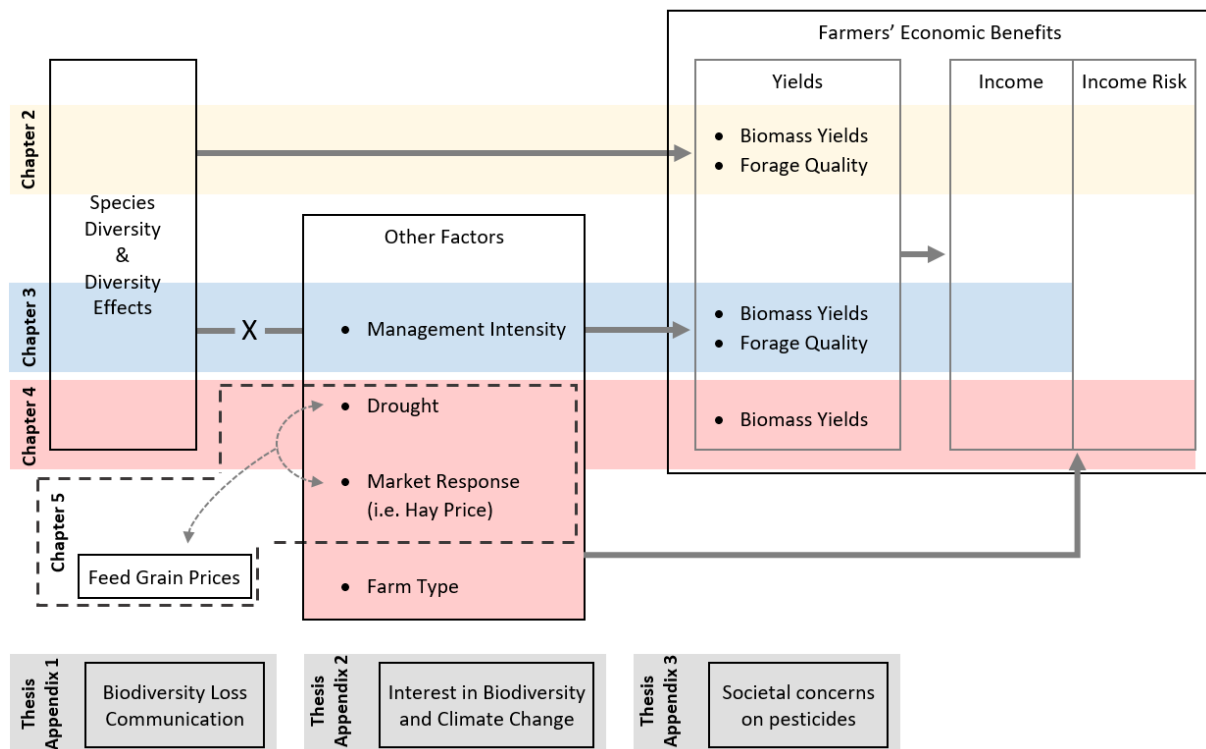 Farmers' Economic Benefits
Yields
Income
Income Risk
Chapter 2
• Biomass Yields
• Forage Quality
Species
Diversity
&
Diversity
Effects
Other Factors
Chapter 3
X
• Management Intensity
• Biomass Yields
• Forage Quality
Chapter 4
• Drought
• Biomass Yields
• Market Response
(i.e. Hay Price)
Chapter 5
Feed Grain Prices
• Farm Type
Thesis
Appendix 1
Biodiversity Loss
Communication
Thesis
Appendix 2
Interest in Biodiversity
and Climate Change
Thesis
Appendix 3
Societal concerns
on pesticides